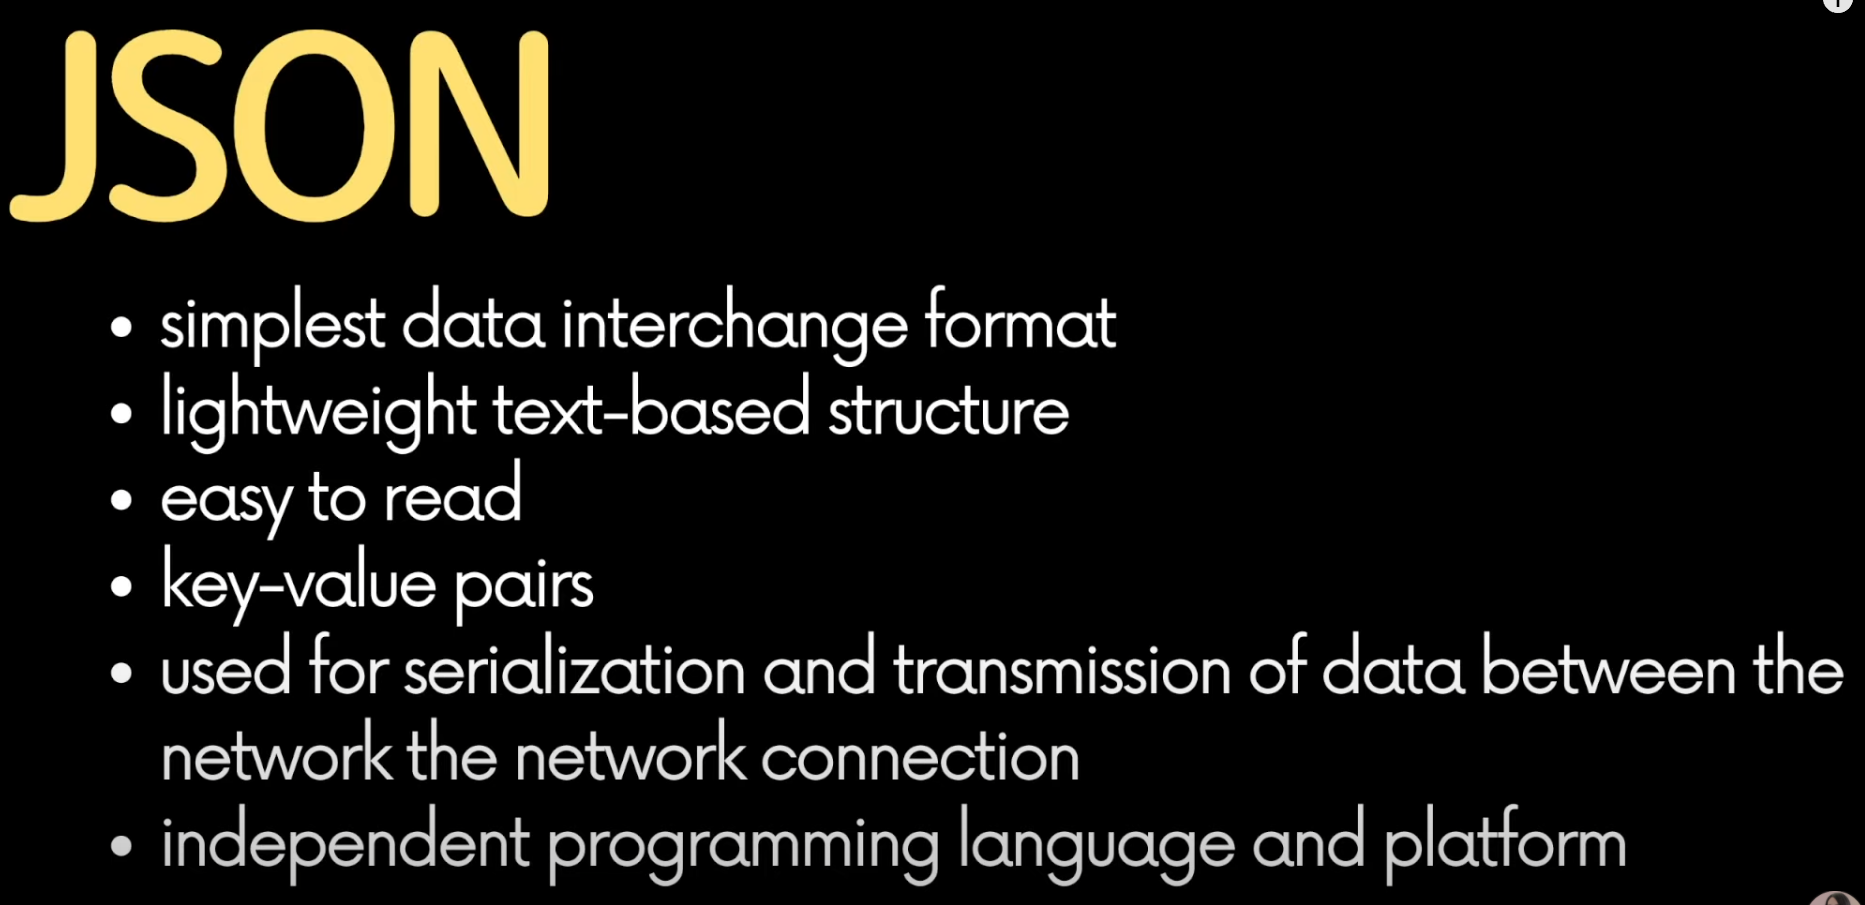 JSON
• simplest data interchange format
• lightweight text-based structure
• easy to read
• key-value pairs
• used for serialization and transmission of data between the
network the network connection
• independent programming language and platform